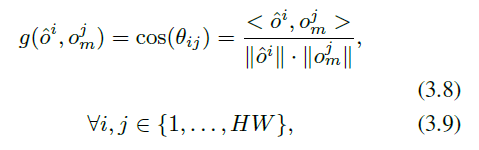 g(ô^i, o_m^j) = cos(θ_ij) = < ô^i, o_m^j > / ‖ô^i‖ · ‖o_m^j‖,
(3.8)
∀i, j ∈ {1, . . . , HW}, (3.9)